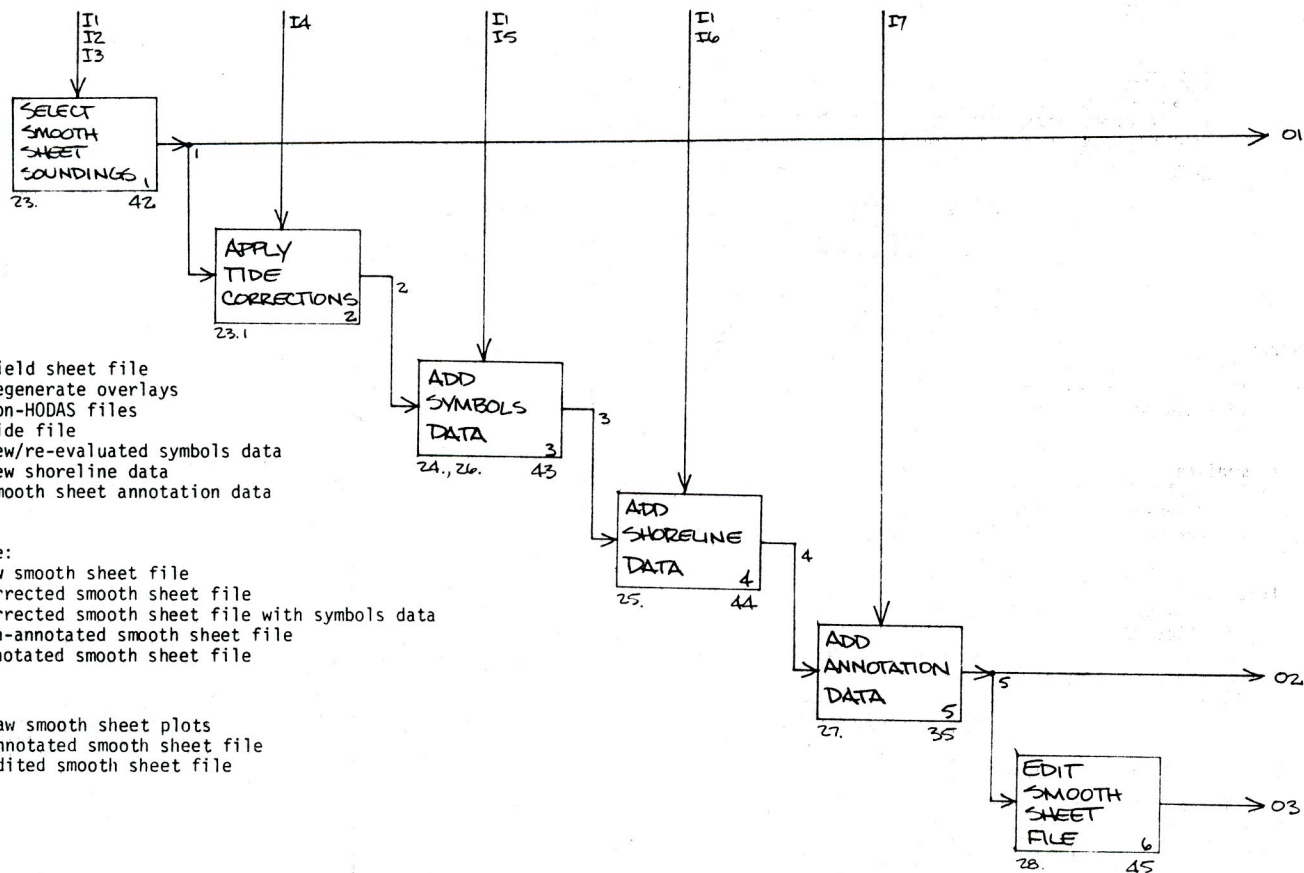 I1
I2
I3
I4
I1
I5
I1
I6
I7
SELECT
SMOOTH
SHEET
SOUNDINGS 1
23. 42
1
O1
APPLY
TIDE
CORRECTIONS
2
23.1
2
ADD
SYMBOLS
DATA 3
24., 26. 43
3
ADD
SHORELINE
DATA 4
25. 44
4
ADD
ANNOTATION
DATA 5
27. 35
5
O2
EDIT
SMOOTH
SHEET
FILE 6
28. 45
O3
ield sheet file
egenerate overlays
on-HODAS files
ide file
ew/re-evaluated symbols data
ew shoreline data
mooth sheet annotation data
e:
w smooth sheet file
rrected smooth sheet file
rrected smooth sheet file with symbols data
n-annotated smooth sheet file
notated smooth sheet file
aw smooth sheet plots
nnotated smooth sheet file
dited smooth sheet file